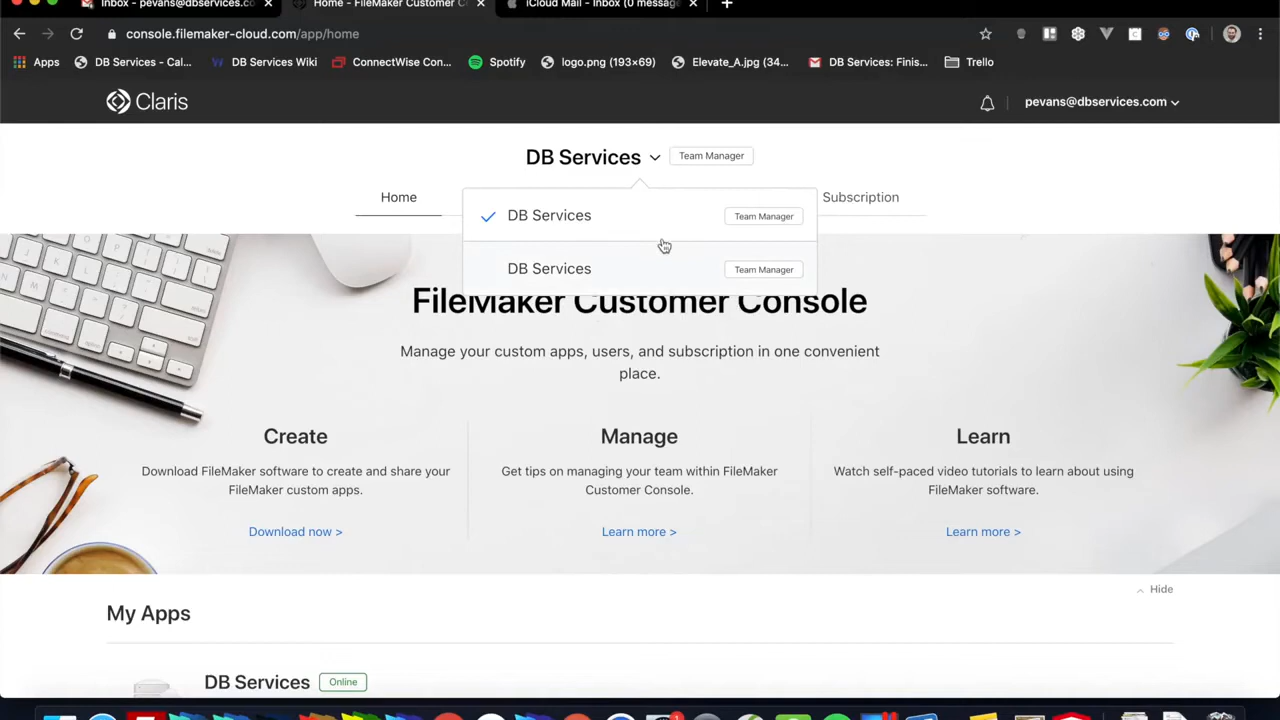 Inbox - pevans@dbservices.co
Home - FileMaker Customer C
iCloud Mail - Inbox (0 message
console.filemaker-cloud.com/app/home
Apps
DB Services - Cal...
DB Services Wiki
ConnectWise Con...
Spotify
logo.png (193×69)
Elevate_A.jpg (34...
DB Services: Finis...
Trello
Claris
pevans@dbservices.com
DB Services
Team Manager
Home
Subscription
DB Services
Team Manager
DB Services
Team Manager
FileMaker Customer Console
Manage your custom apps, users, and subscription in one convenient
place.
Create
Manage
Learn
Download FileMaker software to create and share your
FileMaker custom apps.
Get tips on managing your team within FileMaker
Customer Console.
Watch self-paced video tutorials to learn about using
FileMaker software.
Download now >
Learn more >
Learn more >
Hide
My Apps
DB Services
Online